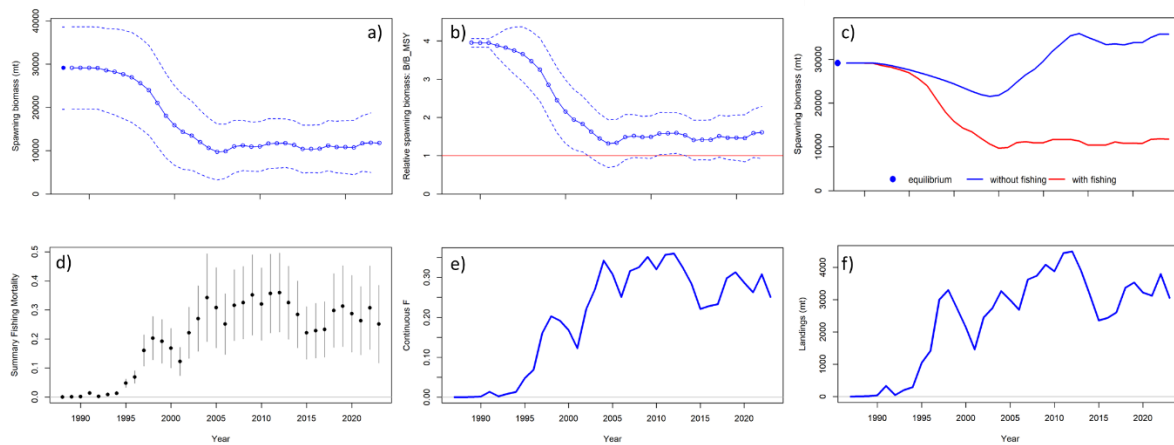 a)
Spawning biomass (mt)
40000
30000
20000
10000
0
b)
Relative spawning biomass: B/B_MSY
4
3
2
1
0
c)
Spawning biomass (mt)
30000
20000
10000
0
equilibrium
without fishing
with fishing
d)
Summary Fishing Mortality
0.5
0.4
0.3
0.2
0.1
0.0
1990 1995 2000 2005 2010 2015 2020
Year
e)
Continuous F
0.30
0.20
0.10
0.00
1990 1995 2000 2005 2010 2015 2020
Year
f)
Landings (mt)
4000
3000
2000
1000
0
1990 1995 2000 2005 2010 2015 2020
Year